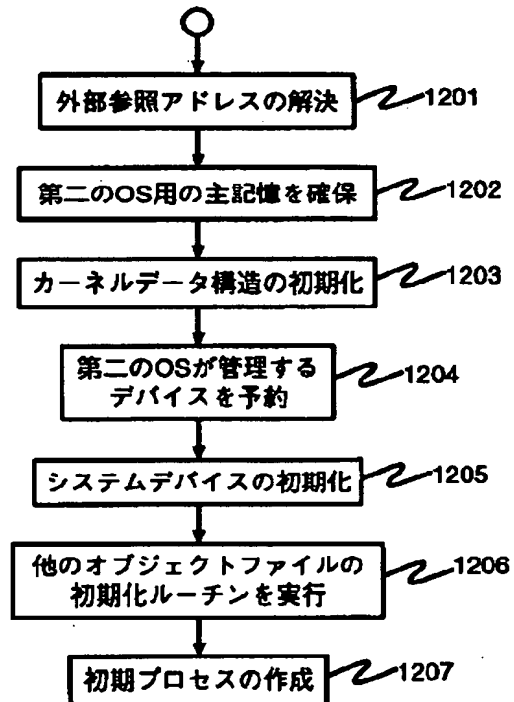 外部参照アドレスの解決
1201
第二のOS用の主記憶を確保
1202
カーネルデータ構造の初期化
1203
第二のOSが管理する
デバイスを予約
1204
システムデバイスの初期化
1205
他のオブジェクトファイルの
初期化ルーチンを実行
1206
初期プロセスの作成
1207